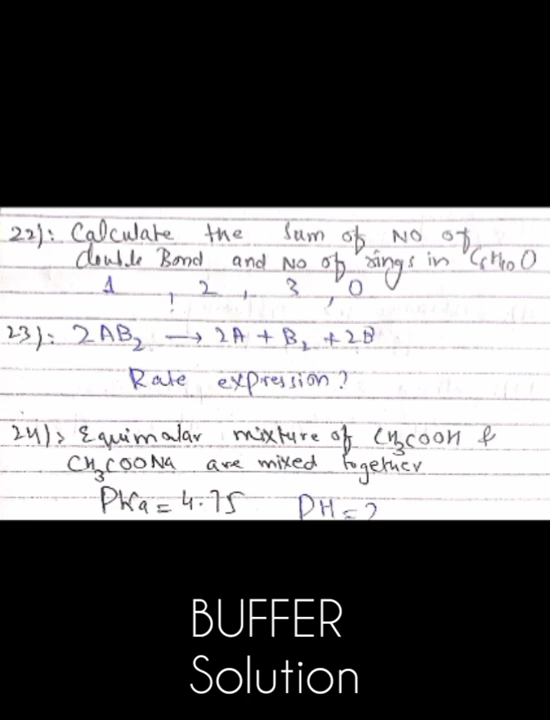 22): Calculate the Sum of NO of
double Bond and No of rings in C5H10O
1 , 2 , 3 , 0
23): 2AB2 → 2A + B2 + 2B
Rate expression?
24): Equimolar mixture of CH3COOH &
CH3COONa are mixed together
PKa = 4.75 PH = ?
BUFFER
Solution